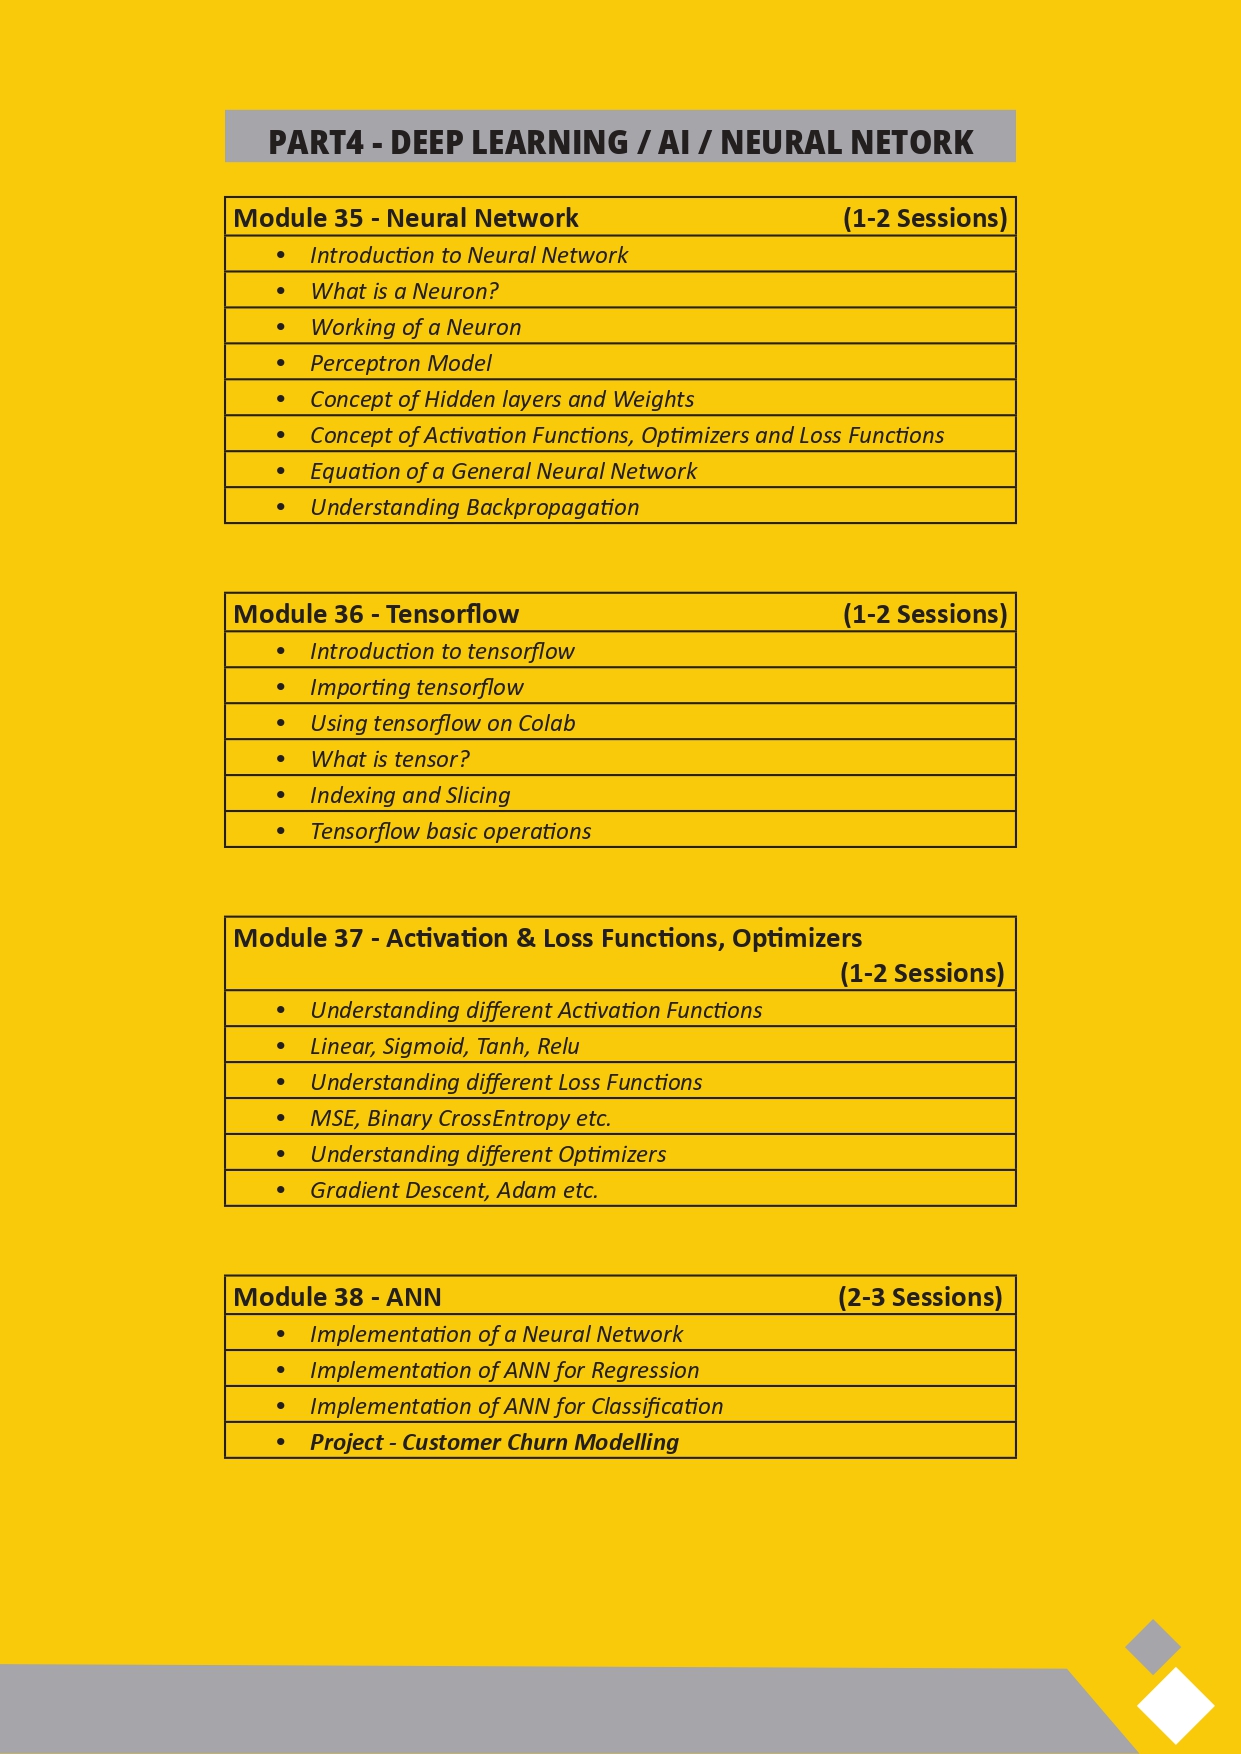 PART4 - DEEP LEARNING / AI / NEURAL NETORK
Module 35 - Neural Network (1-2 Sessions)
• Introduction to Neural Network
• What is a Neuron?
• Working of a Neuron
• Perceptron Model
• Concept of Hidden layers and Weights
• Concept of Activation Functions, Optimizers and Loss Functions
• Equation of a General Neural Network
• Understanding Backpropagation
Module 36 - Tensorflow (1-2 Sessions)
• Introduction to tensorflow
• Importing tensorflow
• Using tensorflow on Colab
• What is tensor?
• Indexing and Slicing
• Tensorflow basic operations
Module 37 - Activation & Loss Functions, Optimizers
(1-2 Sessions)
• Understanding different Activation Functions
• Linear, Sigmoid, Tanh, Relu
• Understanding different Loss Functions
• MSE, Binary CrossEntropy etc.
• Understanding different Optimizers
• Gradient Descent, Adam etc.
Module 38 - ANN (2-3 Sessions)
• Implementation of a Neural Network
• Implementation of ANN for Regression
• Implementation of ANN for Classification
• Project - Customer Churn Modelling